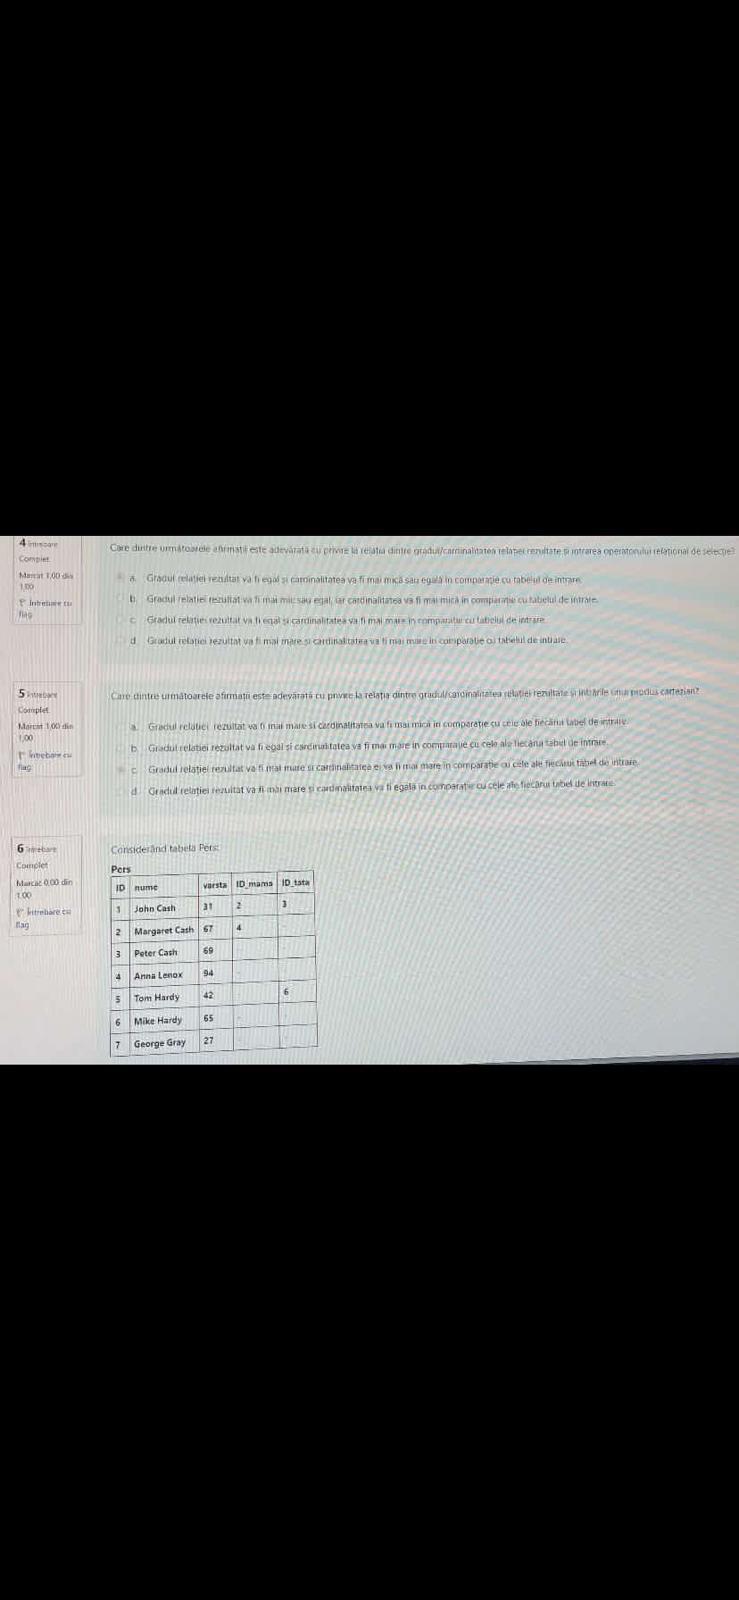 4 Întrebare
Complet
Marcat 1,00 din
1,00
Întrebare cu
flag
Care dintre următoarele afirmații este adevărată cu privire la relația dintre gradul/cardinalitatea relației rezultate și intrarea operatorului relațional de selecție?
a. Gradul relației rezultat va fi egal și cardinalitatea va fi mai mică sau egală în comparație cu tabelul de intrare.
b. Gradul relației rezultat va fi mai mic sau egal, iar cardinalitatea va fi mai mică în comparație cu tabelul de intrare.
c. Gradul relației rezultat va fi egal și cardinalitatea va fi mai mare în comparație cu tabelul de intrare.
d. Gradul relației rezultat va fi mai mare și cardinalitatea va fi mai mare în comparație cu tabelul de intrare.
5 Întrebare
Complet
Marcat 1,00 din
1,00
Întrebare cu
flag
Care dintre următoarele afirmații este adevărată cu privire la relația dintre gradul/cardinalitatea relației rezultate și intrările unui produs cartezian?
a. Gradul relației rezultat va fi mai mare si cardinalitatea va fi mai mică în comparație cu cele ale fiecărui tabel de intrare.
b. Gradul relației rezultat va fi egal și cardinalitatea va fi mai mare în comparație cu cele ale fiecărui tabel de intrare.
c. Gradul relației rezultat va fi mai mare si cardinalitatea ei va fi mai mare în comparație cu cele ale fiecărui tabel de intrare.
d. Gradul relației rezultat va fi mai mare și cardinalitatea va fi egală în comparație cu cele ale fiecărui tabel de intrare.
6 Întrebare
Complet
Marcat 0,00 din
1,00
Întrebare cu
flag
Considerând tabela Pers:
Pers
ID nume varsta ID_mama ID_tata
1 John Cash 31 2 3
2 Margaret Cash 67 4 -
3 Peter Cash 69 - -
4 Anna Lenox 94 - -
5 Tom Hardy 42 6
6 Mike Hardy 65 - -
7 George Gray 27 - -